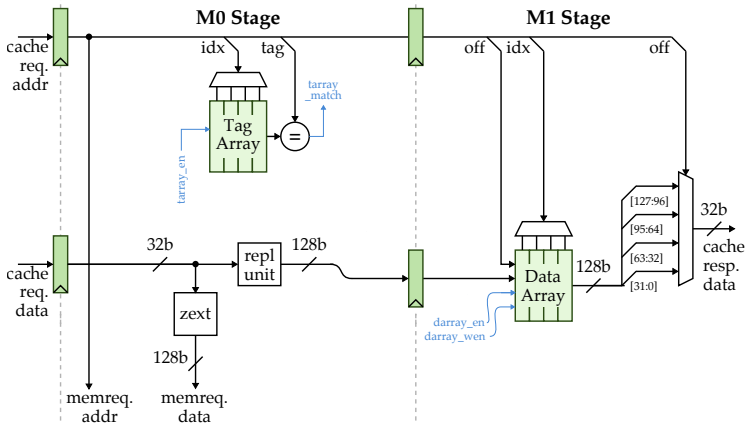 M0 Stage
M1 Stage
cache
req.
addr
idx
tag
off
idx
off
tarray
_match
Tag
Array
=
tarray_en
[127:96]
[95:64]
[63:32]
[31:0]
32b
cache
resp.
data
32b
repl
unit
128b
Data
Array
128b
cache
req.
data
zext
darray_en
darray_wen
128b
memreq.
addr
memreq.
data